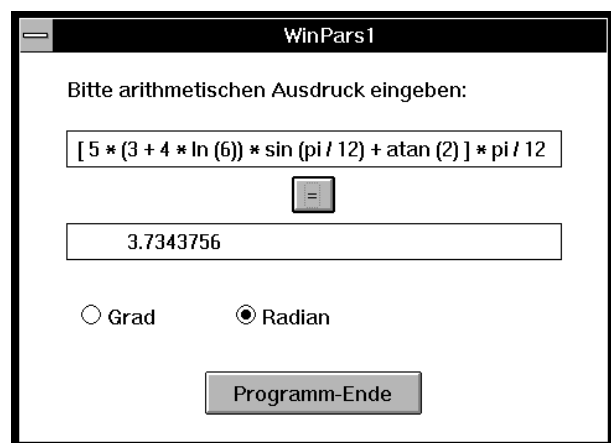 WinPars1
Bitte arithmetischen Ausdruck eingeben:
[ 5 * (3 + 4 * ln (6)) * sin (pi / 12) + atan (2) ] * pi / 12
=
3.7343756
Grad
Radian
Programm-Ende